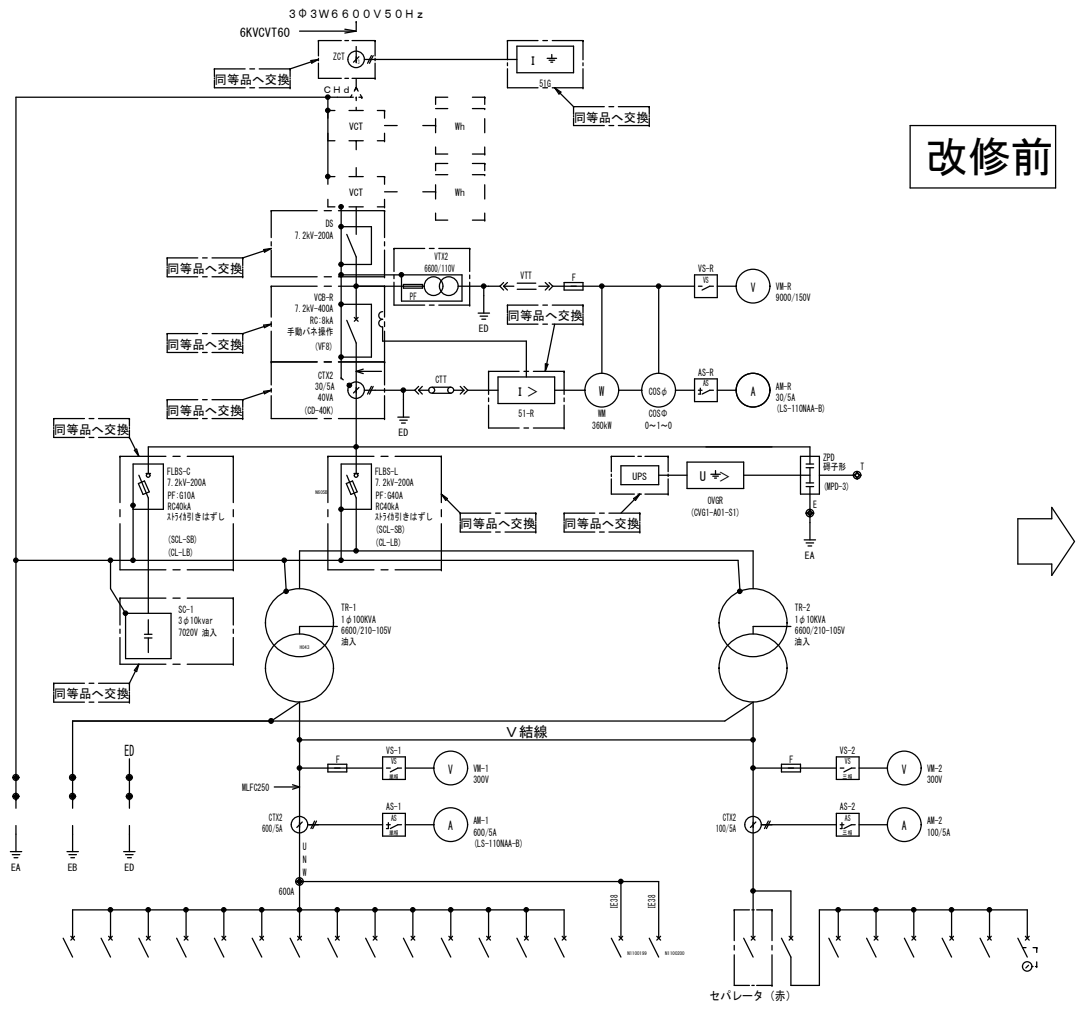 3Φ3W6600V50Hz
6KVCVT60
ZCT
I
51G
同等品へ交換
同等品へ交換
CHd
VCT
Wh
改修前
VCT
Wh
DS
7.2kV-200A
同等品へ交換
VTX2
6600/110V
PF
VTT
F
ED
VS-R
VS
V
VM-R
9000/150V
VCB-R
7.2kV-400A
RC:8kA
手動バネ操作
(VF8)
同等品へ交換
同等品へ交換
CTX2
30/5A
40VA
(CD-40K)
同等品へ交換
CTT
ED
I >
51-R
W
WM
360kW
COSφ
COSΦ
0～1～0
AS-R
AS
A
AM-R
30/5A
(LS-110NAA-B)
同等品へ交換
FLBS-C
7.2kV-200A
PF:G10A
RC40kA
ｽﾄﾗｲｶ引きはずし
(SCL-SB)
(CL-LB)
FLBS-L
7.2kV-200A
PF:G40A
RC40kA
ｽﾄﾗｲｶ引きはずし
(SCL-SB)
(CL-LB)
同等品へ交換
UPS
同等品へ交換
U >
OVGR
(CVG1-A01-S1)
ZPD
碍子形
(MPD-3)
T
E
EA
SC-1
3φ10kvar
7020V 油入
同等品へ交換
TR-1
1φ100KVA
6600/210-105V
油入
TR-2
1φ10KVA
6600/210-105V
油入
V結線
ED
F
VS-1
VS
V
VM-1
300V
F
VS-2
VS
三相
V
VM-2
300V
MLFC250
CTX2
600/5A
AS-1
AS
A
AM-1
600/5A
(LS-110NAA-B)
CTX2
100/5A
AS-2
AS
三相
A
AM-2
100/5A
EA
EB
ED
U
N
W
600A
IE38
IE38
N1100199
N1100200
セパレータ (赤)